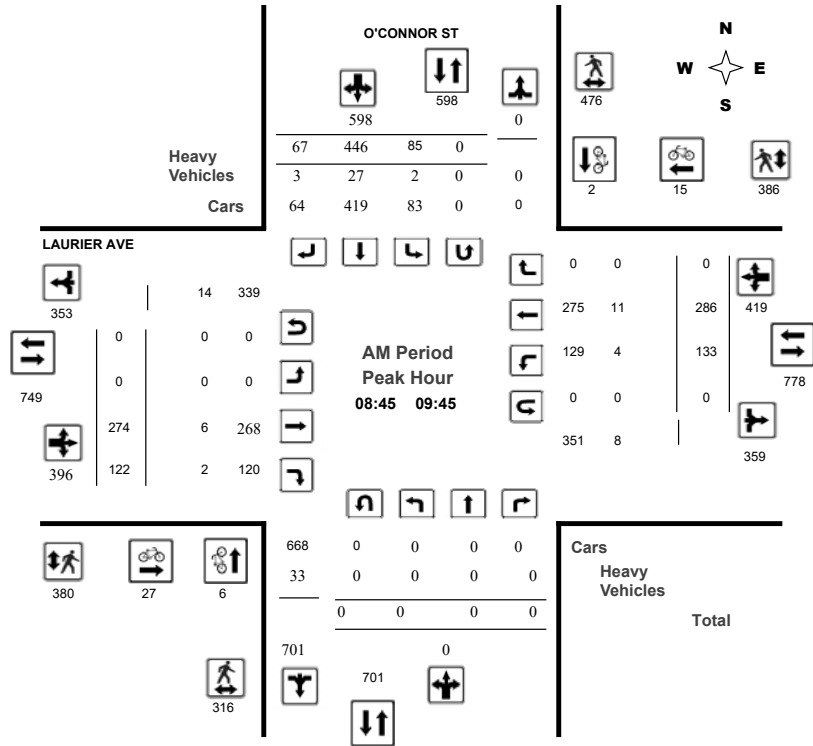 O'CONNOR ST
N
W E
S
598
476
598 0
67 446 85 0
Heavy
Vehicles
3 27 2 0 0
2 15 386
Cars 64 419 83 0 0
LAURIER AVE
14 339
353
0 0 0
749
0 0 0
274 6 268
396
122 2 120
AM Period
Peak Hour
08:45 09:45
0 0 0
419
275 11 286
129 4 133
778
0 0 0
351 8
359
668 0 0 0 0
33 0 0 0 0
0 0 0 0
Cars
Heavy
Vehicles
Total
380 27 6
701 0
701
316